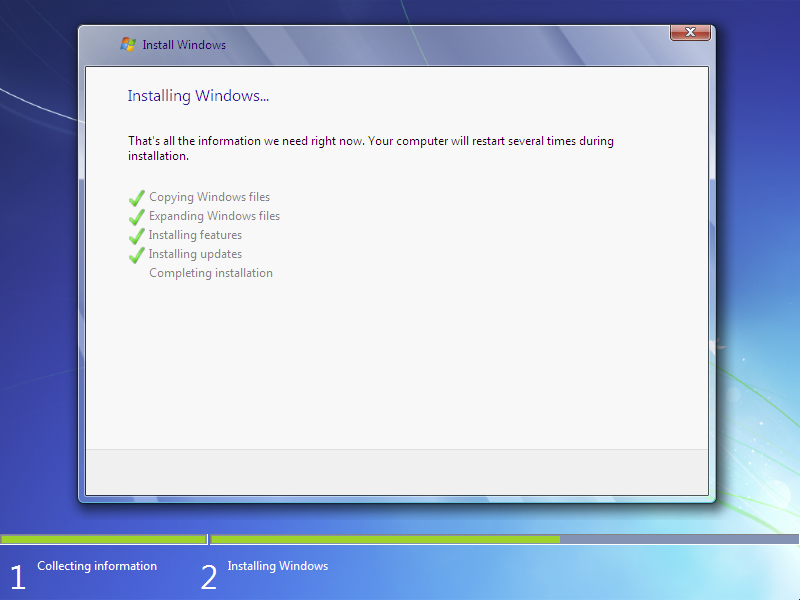 Install Windows
Installing Windows...
That's all the information we need right now. Your computer will restart several times during
installation.
Copying Windows files
Expanding Windows files
Installing features
Installing updates
Completing installation
1 Collecting information
2 Installing Windows